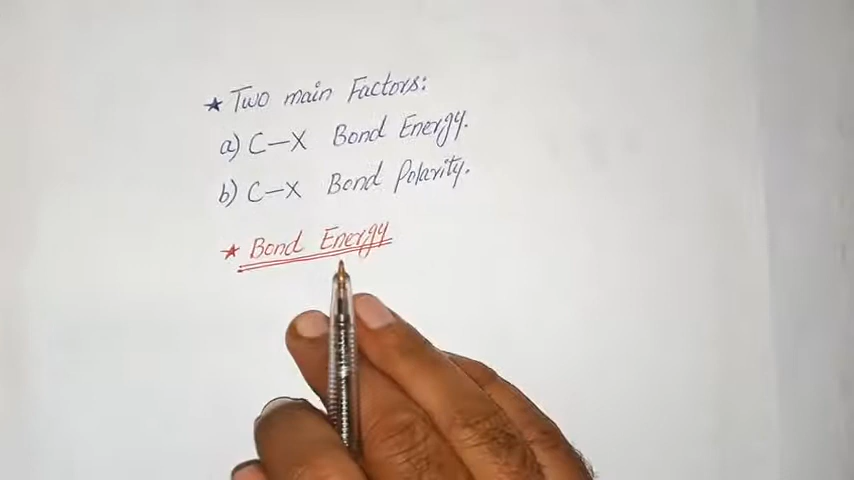 ★ Two main Factors:
a) C–X Bond Energy.
b) C–X Bond Polarity.
★ Bond Energy